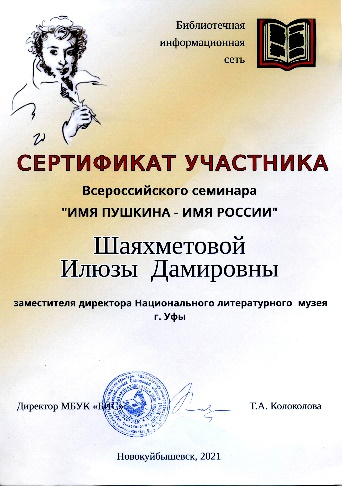 Библиотечная
информационная
сеть
СЕРТИФИКАТ УЧАСТНИКА
Всероссийского семинара
"ИМЯ ПУШКИНА - ИМЯ РОССИИ"
Шаяхметовой
Илюзы Дамировны
заместителя директора Национального литературного музея
г. Уфы
Директор МБУК «БИС» Т.А. Колоколова
Новокуйбышевск, 2021